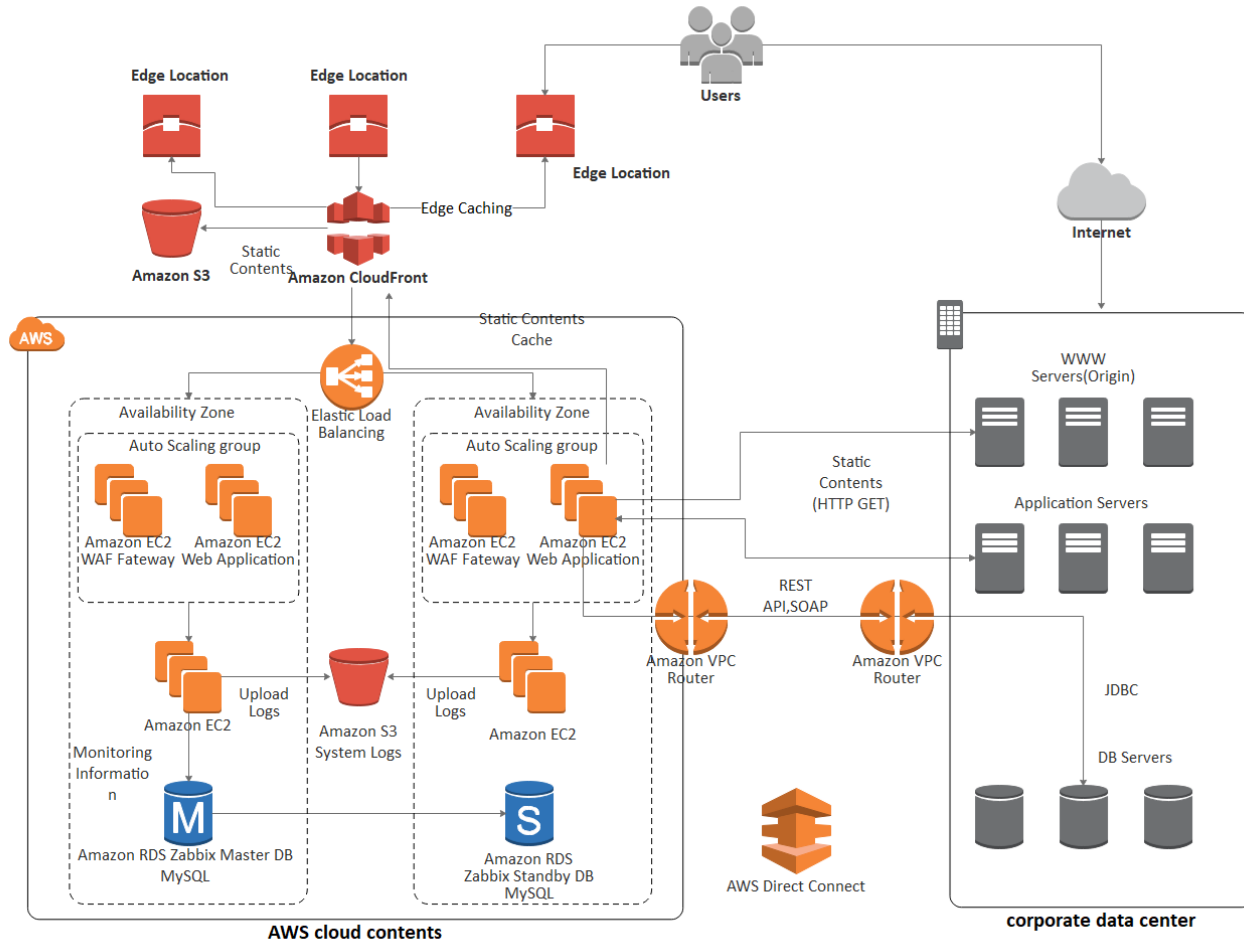 Users
Edge Location
Edge Location
Edge Location
Edge Caching
Internet
Amazon S3
Static
Contents
Amazon CloudFront
AWS
Static Contents
Cache
WWW
Servers(Origin)
Availability Zone
Elastic Load
Balancing
Availability Zone
Auto Scaling group
Auto Scaling group
Static
Contents
(HTTP GET)
Application Servers
Amazon EC2
WAF Fateway
Amazon EC2
Web Application
Amazon EC2
WAF Fateway
Amazon EC2
Web Application
REST
API,SOAP
Amazon VPC
Router
Amazon VPC
Router
Upload
Logs
Upload
Logs
Amazon EC2
Amazon S3
System Logs
Amazon EC2
JDBC
Monitoring
Informatio
n
DB Servers
M
S
Amazon RDS Zabbix Master DB
MySQL
Amazon RDS
Zabbix Standby DB
MySQL
AWS Direct Connect
AWS cloud contents
corporate data center